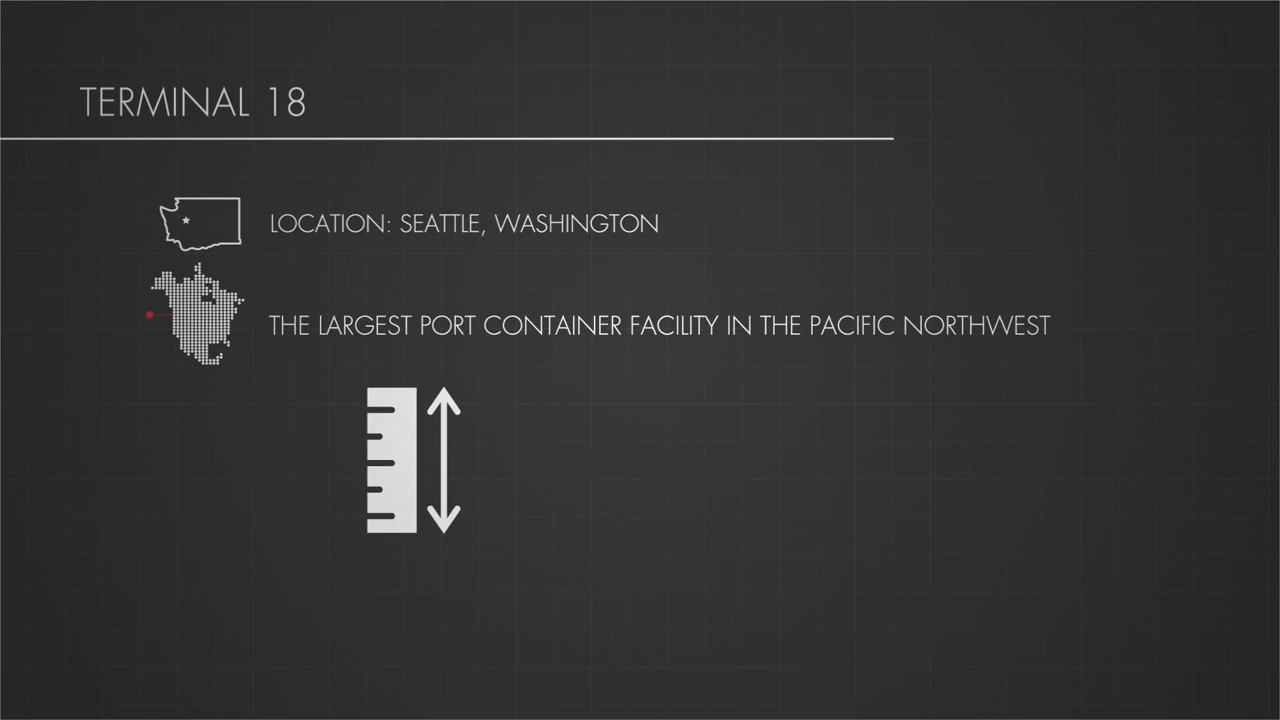 TERMINAL 18
LOCATION: SEATTLE, WASHINGTON
THE LARGEST PORT CONTAINER FACILITY IN THE PACIFIC NORTHWEST